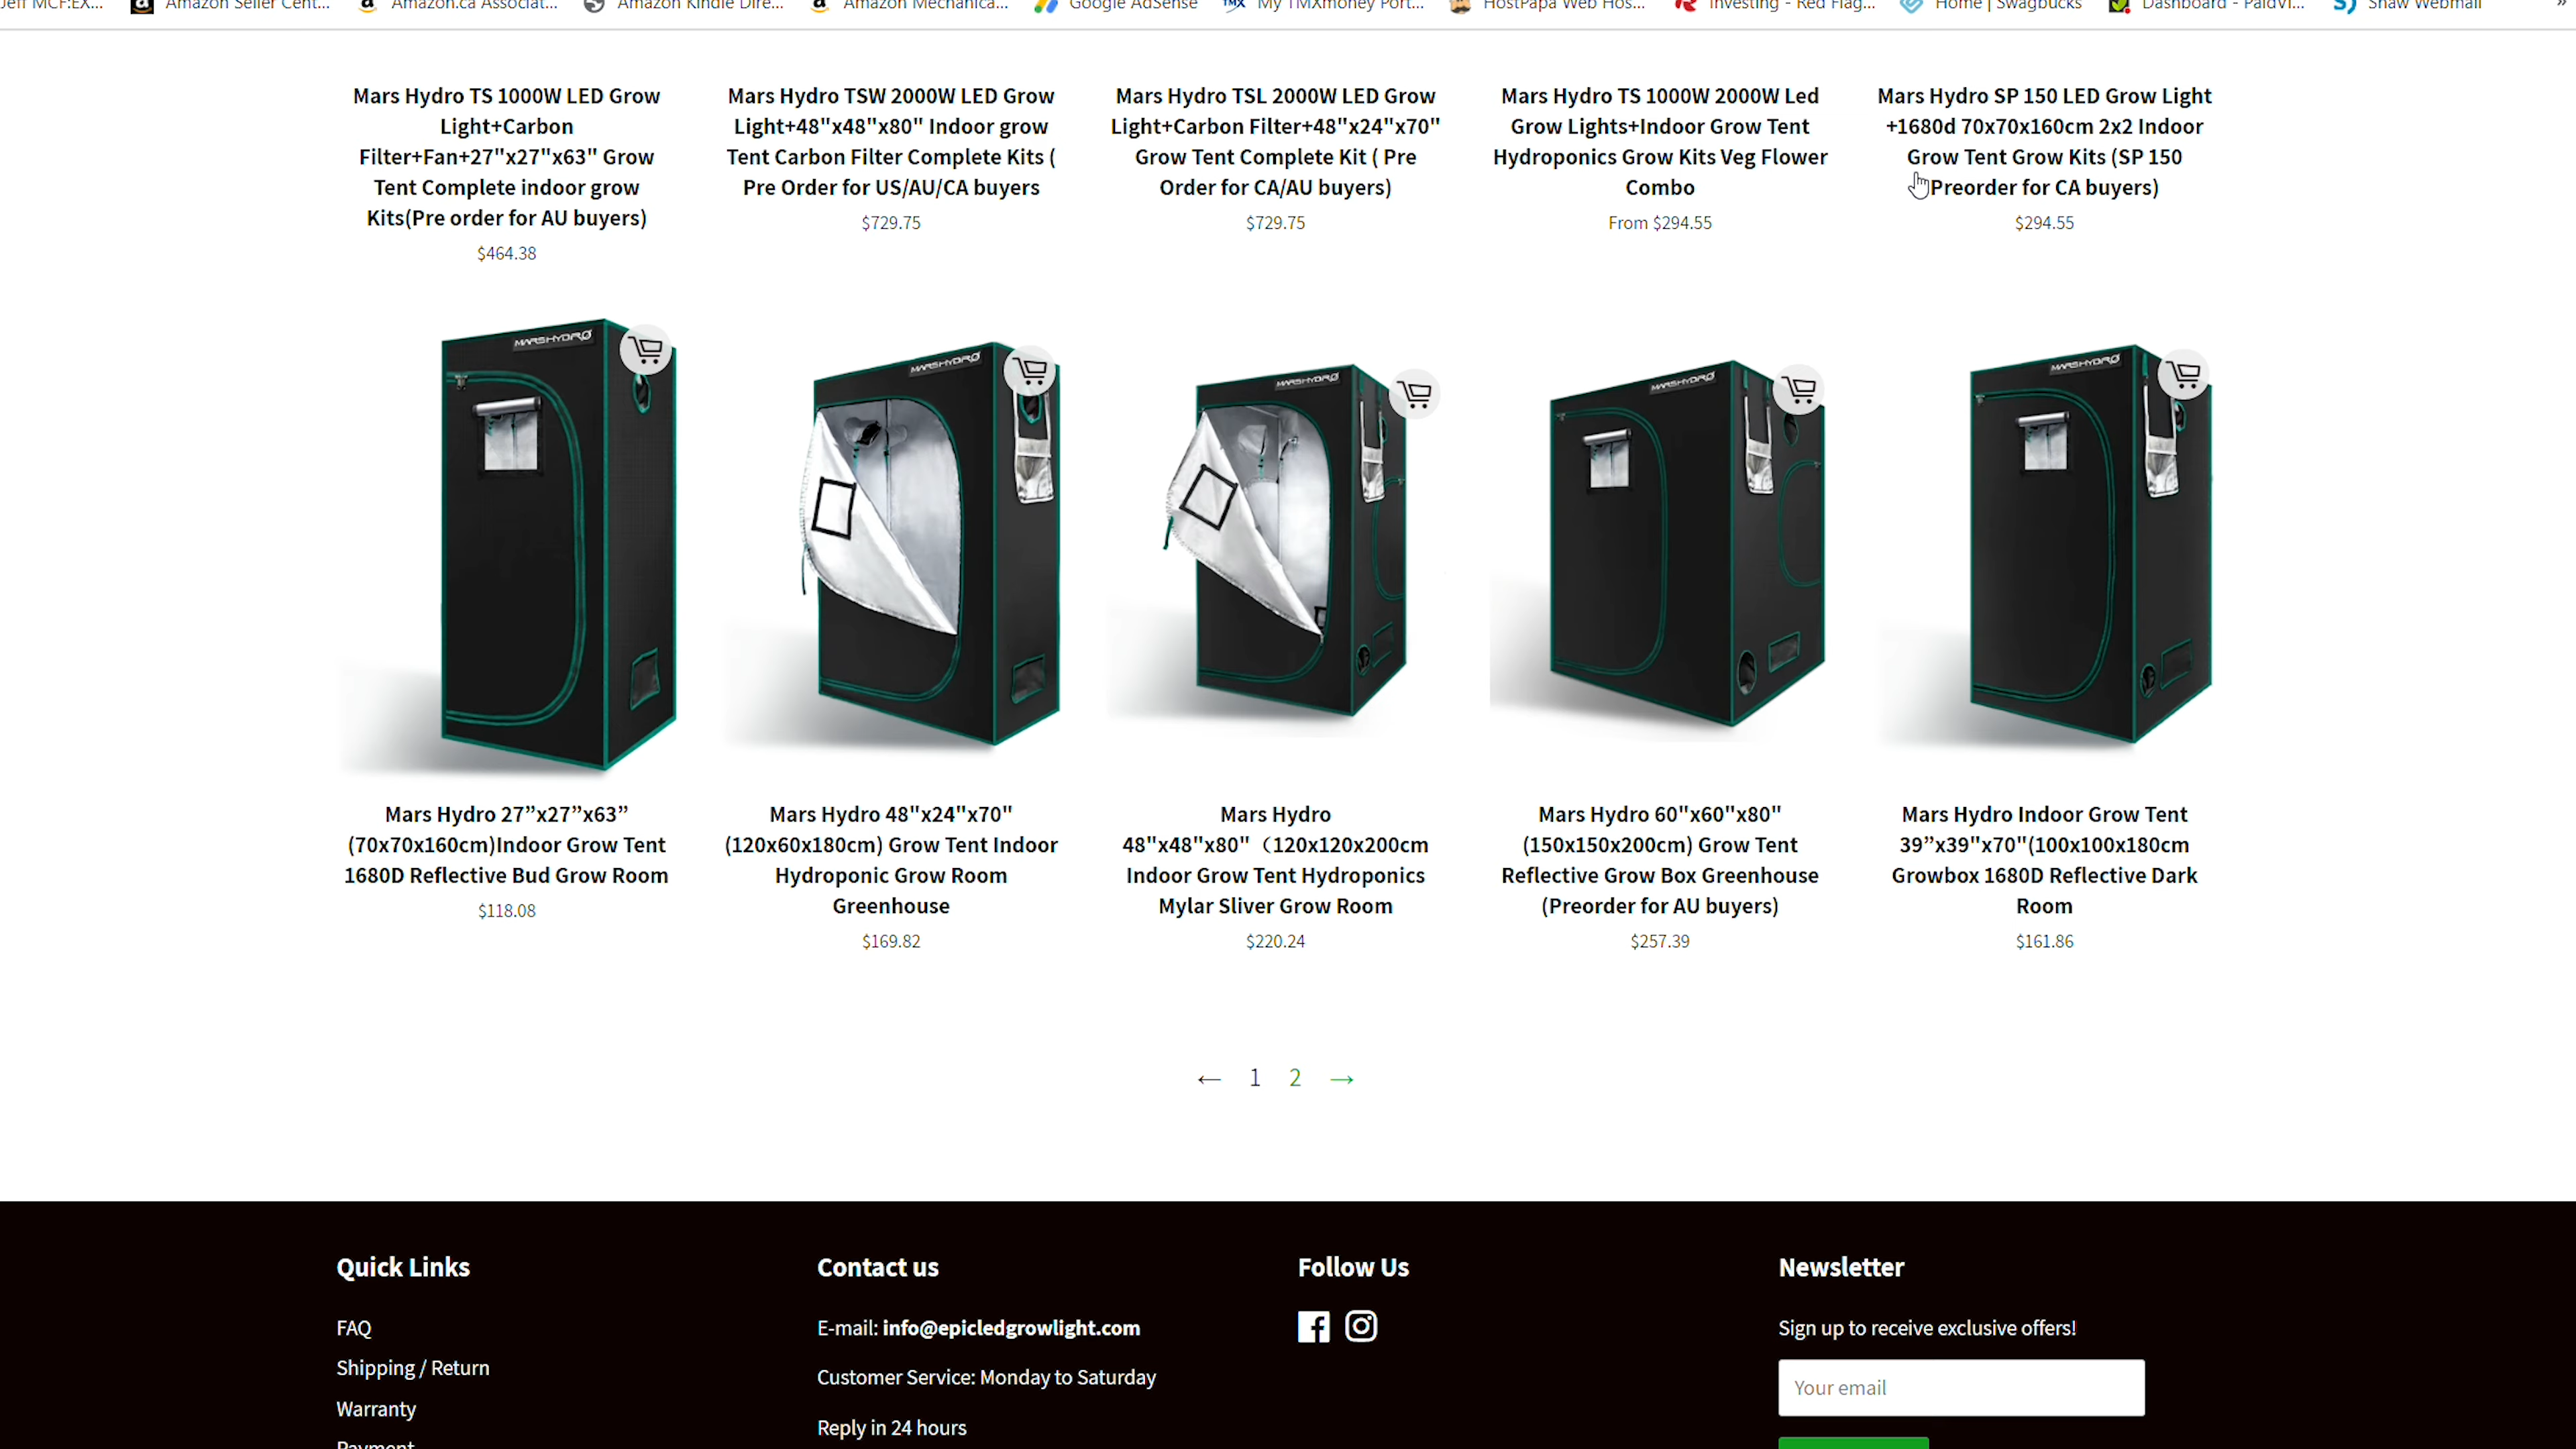 Jeff MCF:EX...
Amazon Seller Cent...
Amazon.ca Associat...
Amazon Kindle Dire...
Amazon Mechanica...
Google AdSense
TMX
My TMXmoney Port...
HostPapa Web Hos...
Investing - Red Flag...
Home | Swagbucks
Dashboard - PaidVi...
Shaw Webmail
»
Mars Hydro TS 1000W LED Grow
Light+Carbon
Filter+Fan+27"x27"x63" Grow
Tent Complete indoor grow
Kits(Pre order for AU buyers)
$464.38
Mars Hydro TSW 2000W LED Grow
Light+48"x48"x80" Indoor grow
Tent Carbon Filter Complete Kits (
Pre Order for US/AU/CA buyers
$729.75
Mars Hydro TSL 2000W LED Grow
Light+Carbon Filter+48"x24"x70"
Grow Tent Complete Kit ( Pre
Order for CA/AU buyers)
$729.75
Mars Hydro TS 1000W 2000W Led
Grow Lights+Indoor Grow Tent
Hydroponics Grow Kits Veg Flower
Combo
From $294.55
Mars Hydro SP 150 LED Grow Light
+1680d 70x70x160cm 2x2 Indoor
Grow Tent Grow Kits (SP 150
Preorder for CA buyers)
$294.55
MARSHYDRO
MARSHYDRO
MARSHYDRO
MARSHYDRO
MARSHYDRO
Mars Hydro 27”x27”x63”
(70x70x160cm)Indoor Grow Tent
1680D Reflective Bud Grow Room
$118.08
Mars Hydro 48"x24"x70"
(120x60x180cm) Grow Tent Indoor
Hydroponic Grow Room
Greenhouse
$169.82
Mars Hydro
48"x48"x80"（120x120x200cm
Indoor Grow Tent Hydroponics
Mylar Sliver Grow Room
$220.24
Mars Hydro 60"x60"x80"
(150x150x200cm) Grow Tent
Reflective Grow Box Greenhouse
(Preorder for AU buyers)
$257.39
Mars Hydro Indoor Grow Tent
39”x39"x70"(100x100x180cm
Growbox 1680D Reflective Dark
Room
$161.86
← 1 2 →
Quick Links
FAQ
Shipping / Return
Warranty
Payment
Contact us
E-mail: info@epicledgrowlight.com
Customer Service: Monday to Saturday
Reply in 24 hours
Follow Us
Newsletter
Sign up to receive exclusive offers!
Your email